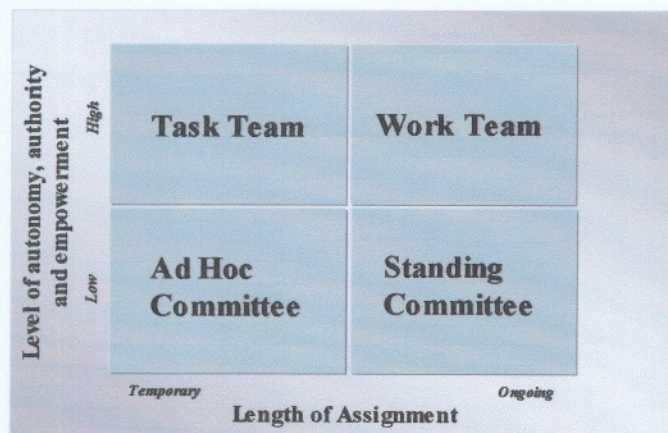 Level of autonomy, authority
and empowerment
High
Low
Task Team
Work Team
Ad Hoc
Committee
Standing
Committee
Temporary
Ongoing
Length of Assignment